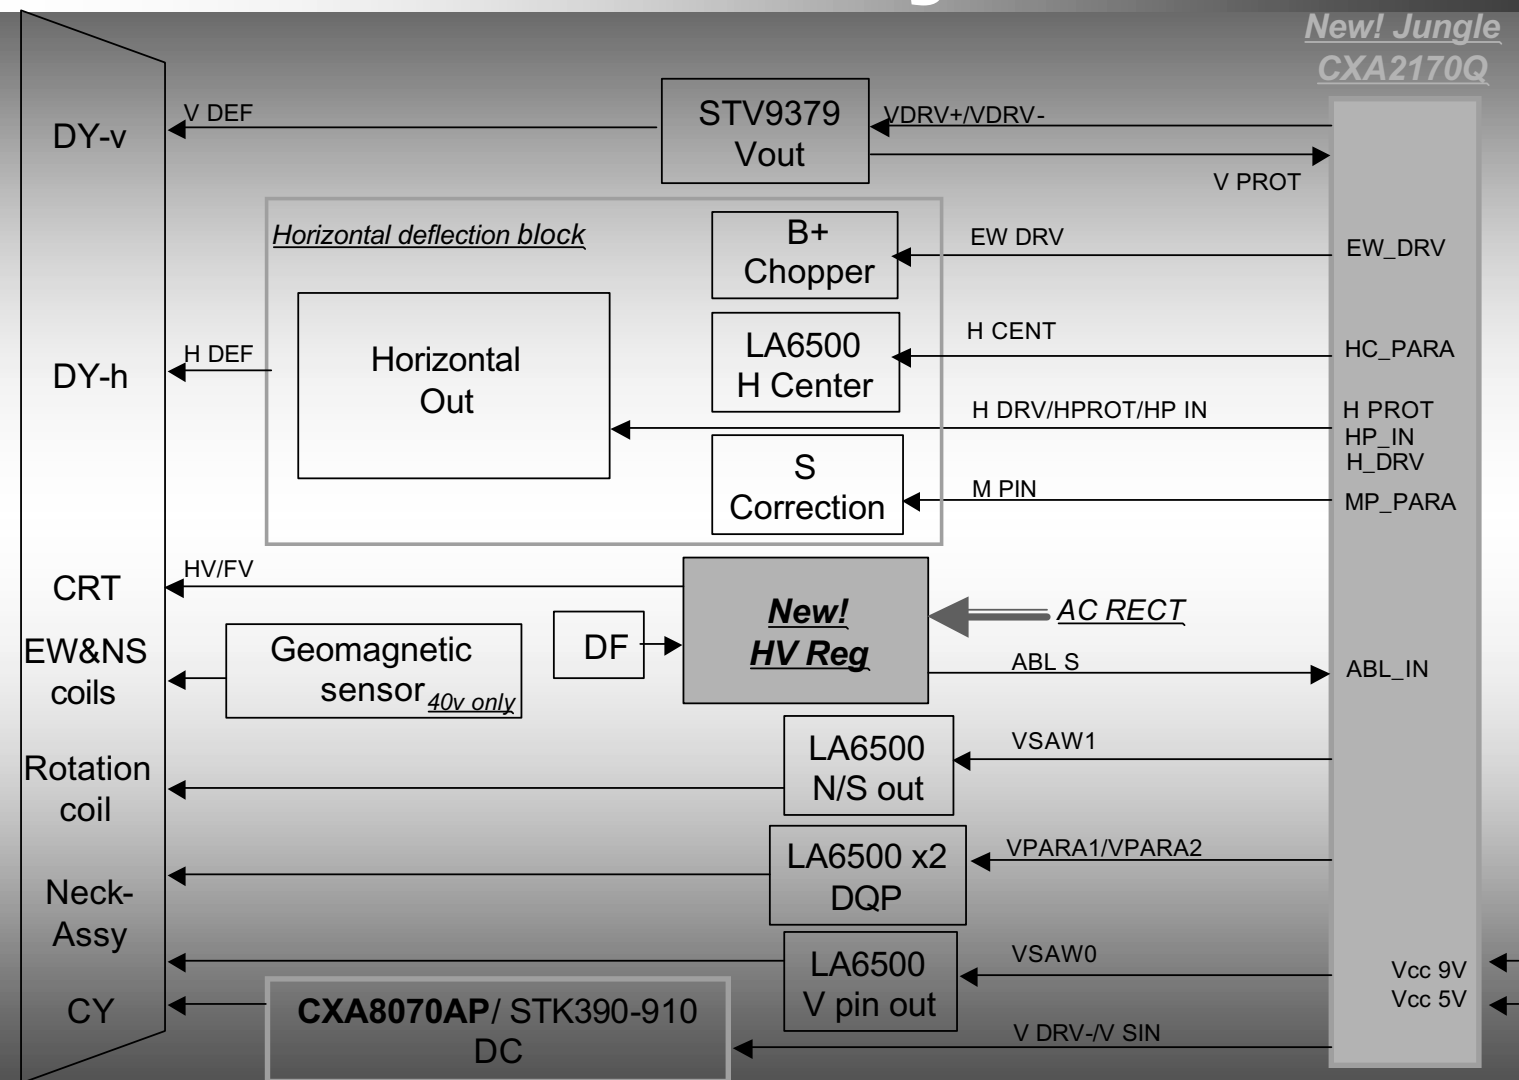 New! Jungle
CXA2170Q
DY-v
V DEF
STV9379
Vout
VDRV+/VDRV-
V PROT
Horizontal deflection block
B+
Chopper
EW DRV
EW_DRV
DY-h
H DEF
Horizontal
Out
LA6500
H Center
H CENT
HC_PARA
H DRV/HPROT/HP IN
H PROT
HP_IN
H_DRV
S
Correction
M PIN
MP_PARA
CRT
HV/FV
New!
HV Reg
AC RECT
DF
ABL S
ABL_IN
EW&NS
coils
Geomagnetic
sensor 40v only
Rotation
coil
LA6500
N/S out
VSAW1
Neck-
Assy
LA6500 x2
DQP
VPARA1/VPARA2
LA6500
V pin out
VSAW0
Vcc 9V
Vcc 5V
CY
CXA8070AP/ STK390-910
DC
V DRV-/V SIN